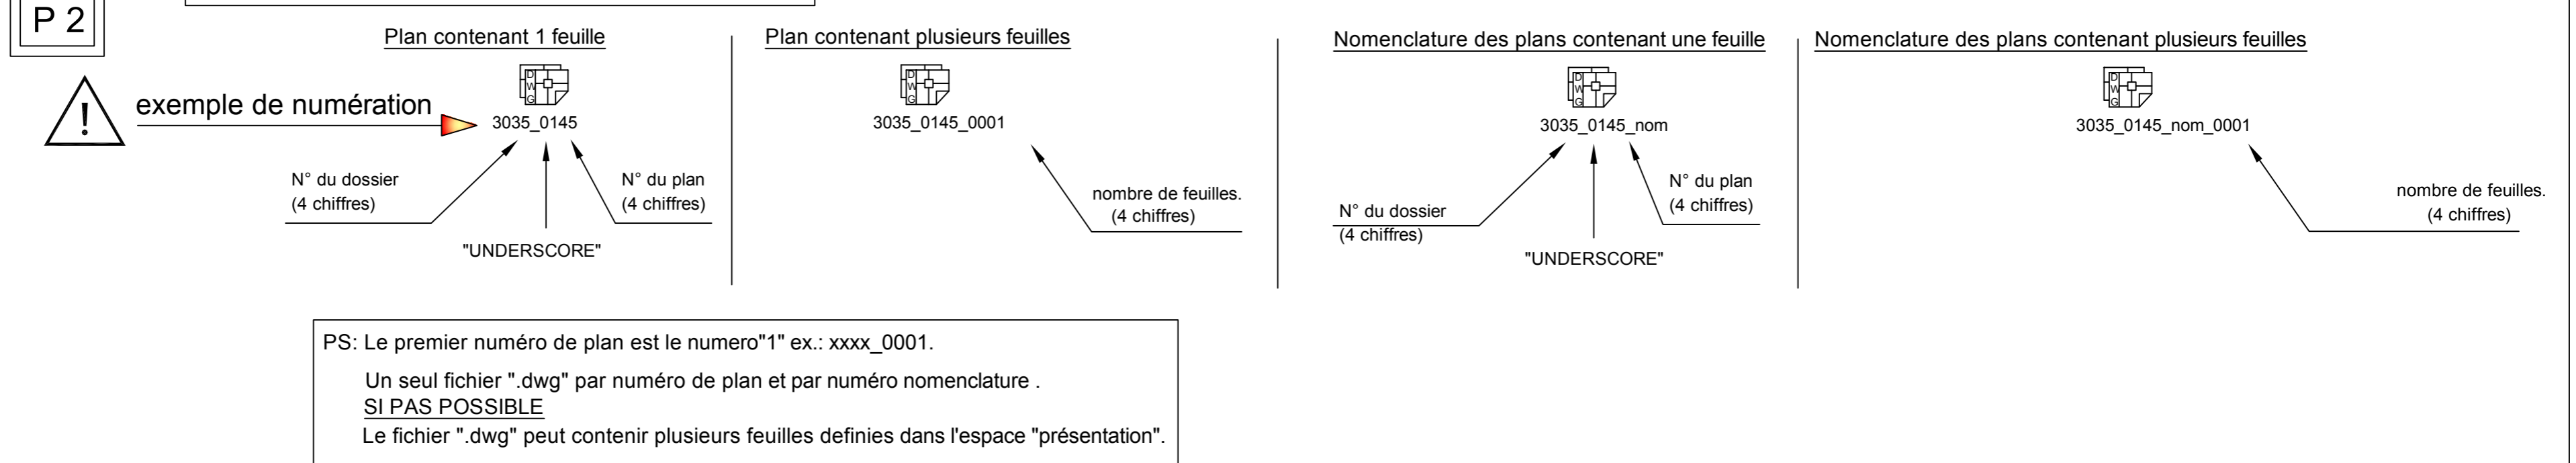 P 2
exemple de numération
Plan contenant 1 feuille
DWG
3035_0145
N° du dossier
(4 chiffres)
"UNDERSCORE"
N° du plan
(4 chiffres)
Plan contenant plusieurs feuilles
DWG
3035_0145_0001
nombre de feuilles.
(4 chiffres)
Nomenclature des plans contenant une feuille
DWG
3035_0145_nom
N° du dossier
(4 chiffres)
"UNDERSCORE"
N° du plan
(4 chiffres)
Nomenclature des plans contenant plusieurs feuilles
DWG
3035_0145_nom_0001
nombre de feuilles.
(4 chiffres)
PS: Le premier numéro de plan est le numero"1" ex.: xxxx_0001.
Un seul fichier ".dwg" par numéro de plan et par numéro nomenclature .
SI PAS POSSIBLE
Le fichier ".dwg" peut contenir plusieurs feuilles definies dans l'espace "présentation".